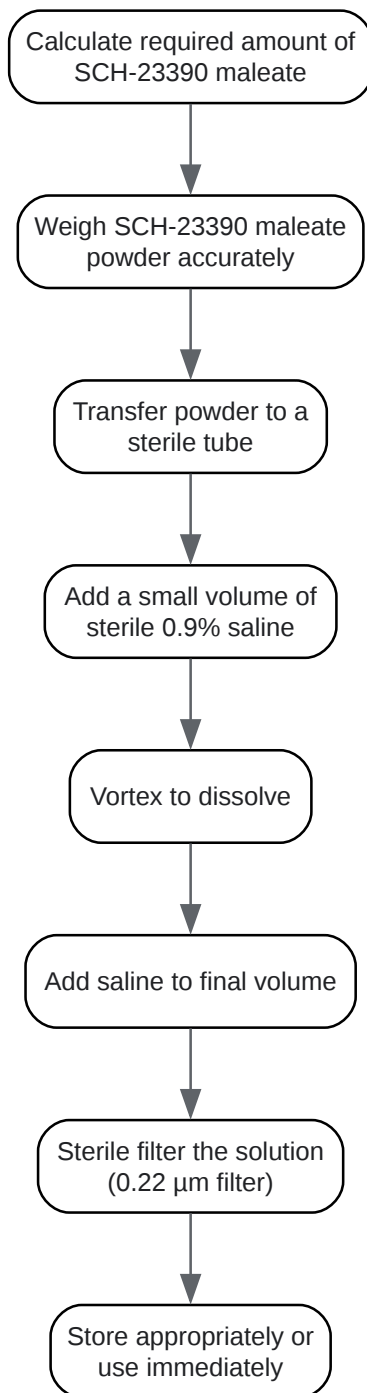 Calculate required amount of
SCH-23390 maleate
Weigh SCH-23390 maleate
powder accurately
Transfer powder to a
sterile tube
Add a small volume of
sterile 0.9% saline
Vortex to dissolve
Add saline to final volume
Sterile filter the solution
(0.22 µm filter)
Store appropriately or
use immediately